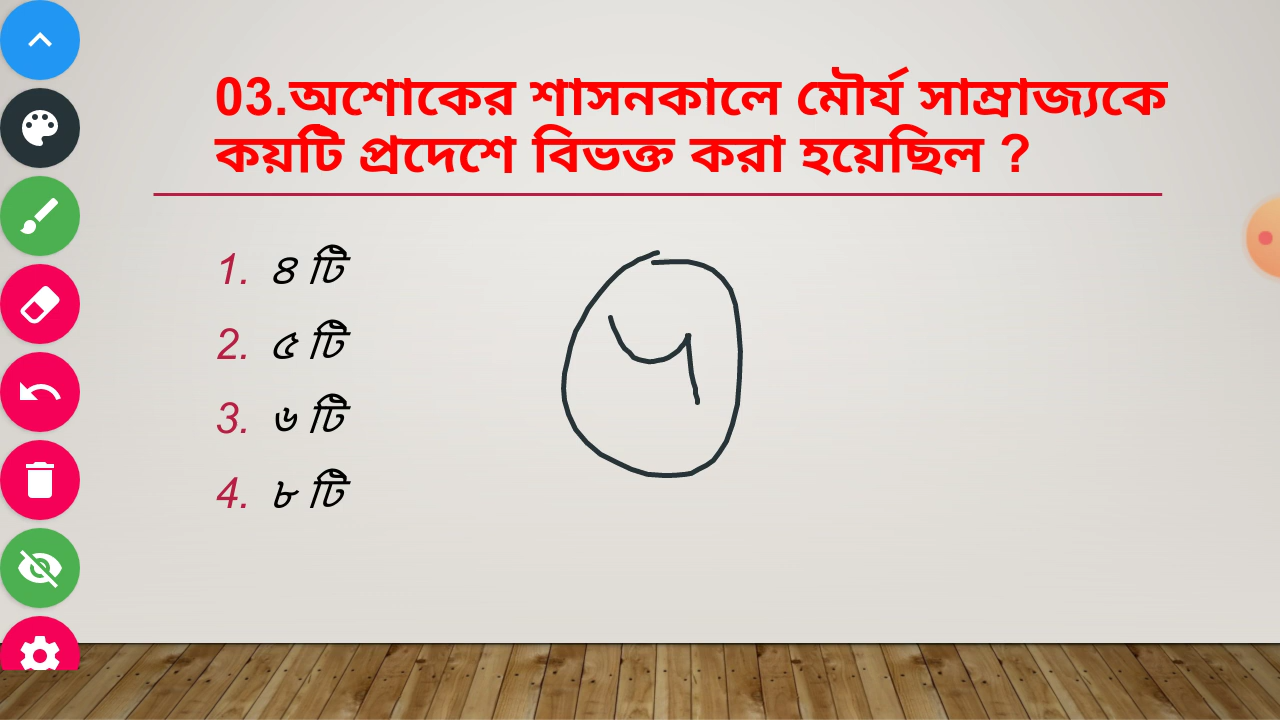 03.অশোকের শাসনকালে মৌর্য সাম্রাজ্যকে
কয়টি প্রদেশে বিভক্ত করা হয়েছিল ?
1. ৪ টি
2. ৫ টি
3. ৬ টি
4. ৮ টি